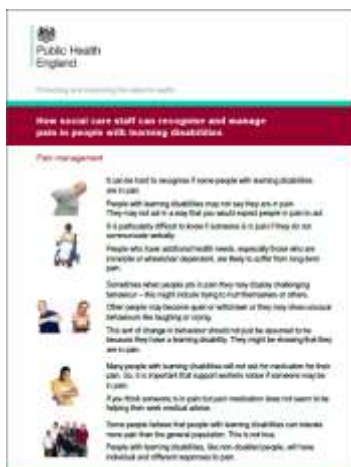 Public Health
England
Protecting and improving the nation's health
How social care staff can recognise and manage
pain in people with learning disabilities
Pain management
It can be hard to recognise if some people with learning disabilities
are in pain.
People with learning disabilities may not say they are in pain.
They may not act in a way that you would expect people in pain to act.
It is particularly difficult to know if someone is in pain if they do not
communicate verbally.
People who have additional health needs, especially those who are
immobile or wheelchair dependent, are likely to suffer from long-term
pain.
Sometimes when people are in pain they may display challenging
behaviour – this might include trying to hurt themselves or others.
Other people may become quiet or withdrawn or they may show unusual
behaviours like laughing or crying.
This sort of change in behaviour should not just be assumed to be
because they have a learning disability. They might be showing that they
are in pain.
Many people with learning disabilities will not ask for medication for their
pain. So, it is important that support workers notice if someone may be
in pain.
If you think someone is in pain but pain medication does not seem to be
helping then seek medical advice.
Some people believe that people with learning disabilities can tolerate
more pain than the general population. This is not true.
People with learning disabilities, like non-disabled people, will have
individual and different responses to pain.